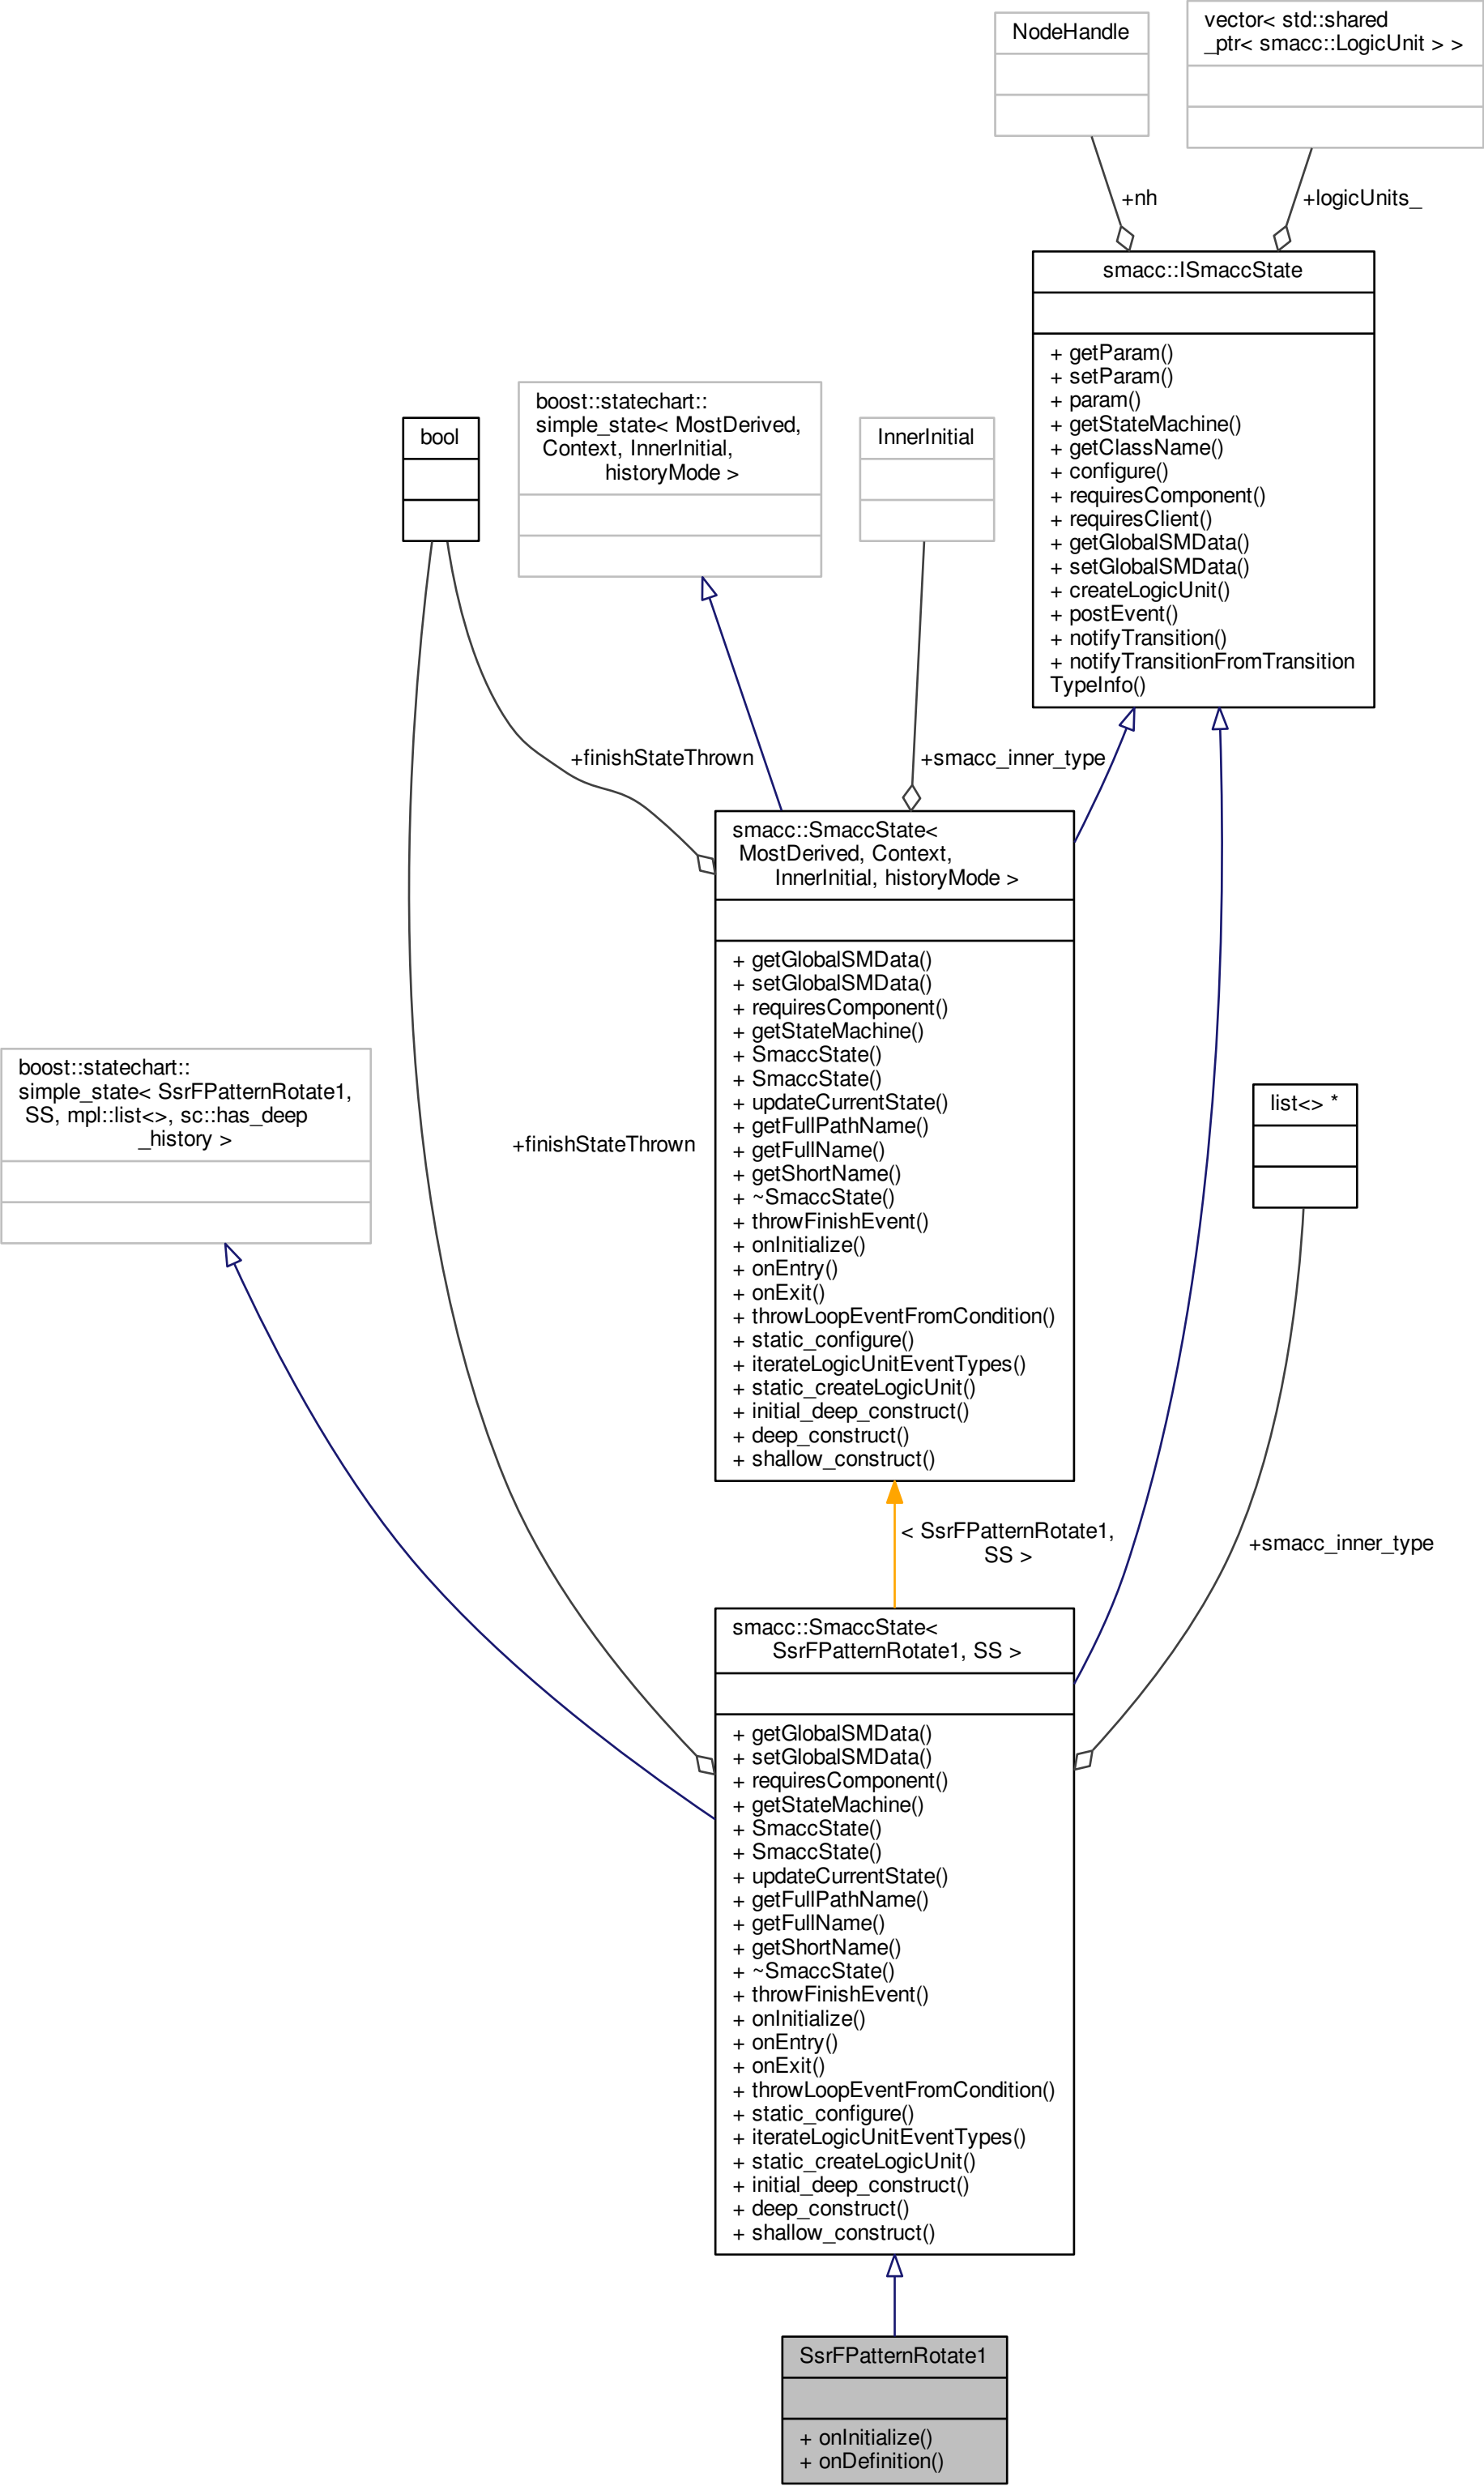 NodeHandle
vector< std::shared
_ptr< smacc::LogicUnit > >
+nh
+logicUnits_
smacc::ISmaccState
+ getParam()
+ setParam()
+ param()
+ getStateMachine()
+ getClassName()
+ configure()
+ requiresComponent()
+ requiresClient()
+ getGlobalSMData()
+ setGlobalSMData()
+ createLogicUnit()
+ postEvent()
+ notifyTransition()
+ notifyTransitionFromTransition
TypeInfo()
bool
boost::statechart::
simple_state< MostDerived,
Context, InnerInitial,
historyMode >
InnerInitial
+finishStateThrown
+smacc_inner_type
smacc::SmaccState<
MostDerived, Context,
InnerInitial, historyMode >
+ getGlobalSMData()
+ setGlobalSMData()
+ requiresComponent()
+ getStateMachine()
+ SmaccState()
+ SmaccState()
+ updateCurrentState()
+ getFullPathName()
+ getFullName()
+ getShortName()
+ ~SmaccState()
+ throwFinishEvent()
+ onInitialize()
+ onEntry()
+ onExit()
+ throwLoopEventFromCondition()
+ static_configure()
+ iterateLogicUnitEventTypes()
+ static_createLogicUnit()
+ initial_deep_construct()
+ deep_construct()
+ shallow_construct()
boost::statechart::
simple_state< SsrFPatternRotate1,
SS, mpl::list<>, sc::has_deep
_history >
+finishStateThrown
list<> *
< SsrFPatternRotate1,
SS >
+smacc_inner_type
smacc::SmaccState<
SsrFPatternRotate1, SS >
+ getGlobalSMData()
+ setGlobalSMData()
+ requiresComponent()
+ getStateMachine()
+ SmaccState()
+ SmaccState()
+ updateCurrentState()
+ getFullPathName()
+ getFullName()
+ getShortName()
+ ~SmaccState()
+ throwFinishEvent()
+ onInitialize()
+ onEntry()
+ onExit()
+ throwLoopEventFromCondition()
+ static_configure()
+ iterateLogicUnitEventTypes()
+ static_createLogicUnit()
+ initial_deep_construct()
+ deep_construct()
+ shallow_construct()
SsrFPatternRotate1
+ onInitialize()
+ onDefinition()